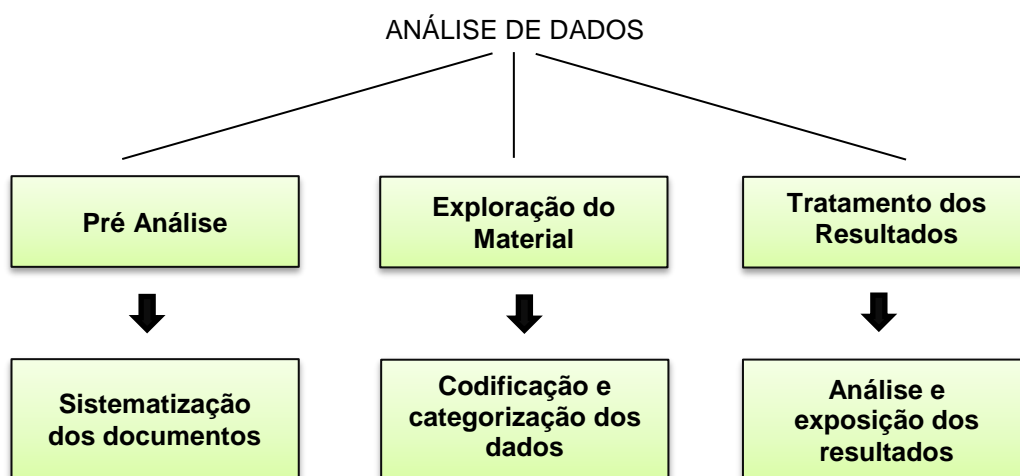 ANÁLISE DE DADOS
Pré Análise
Exploração do
Material
Tratamento dos
Resultados
Sistematização
dos documentos
Codificação e
categorização dos
dados
Análise e
exposição dos
resultados